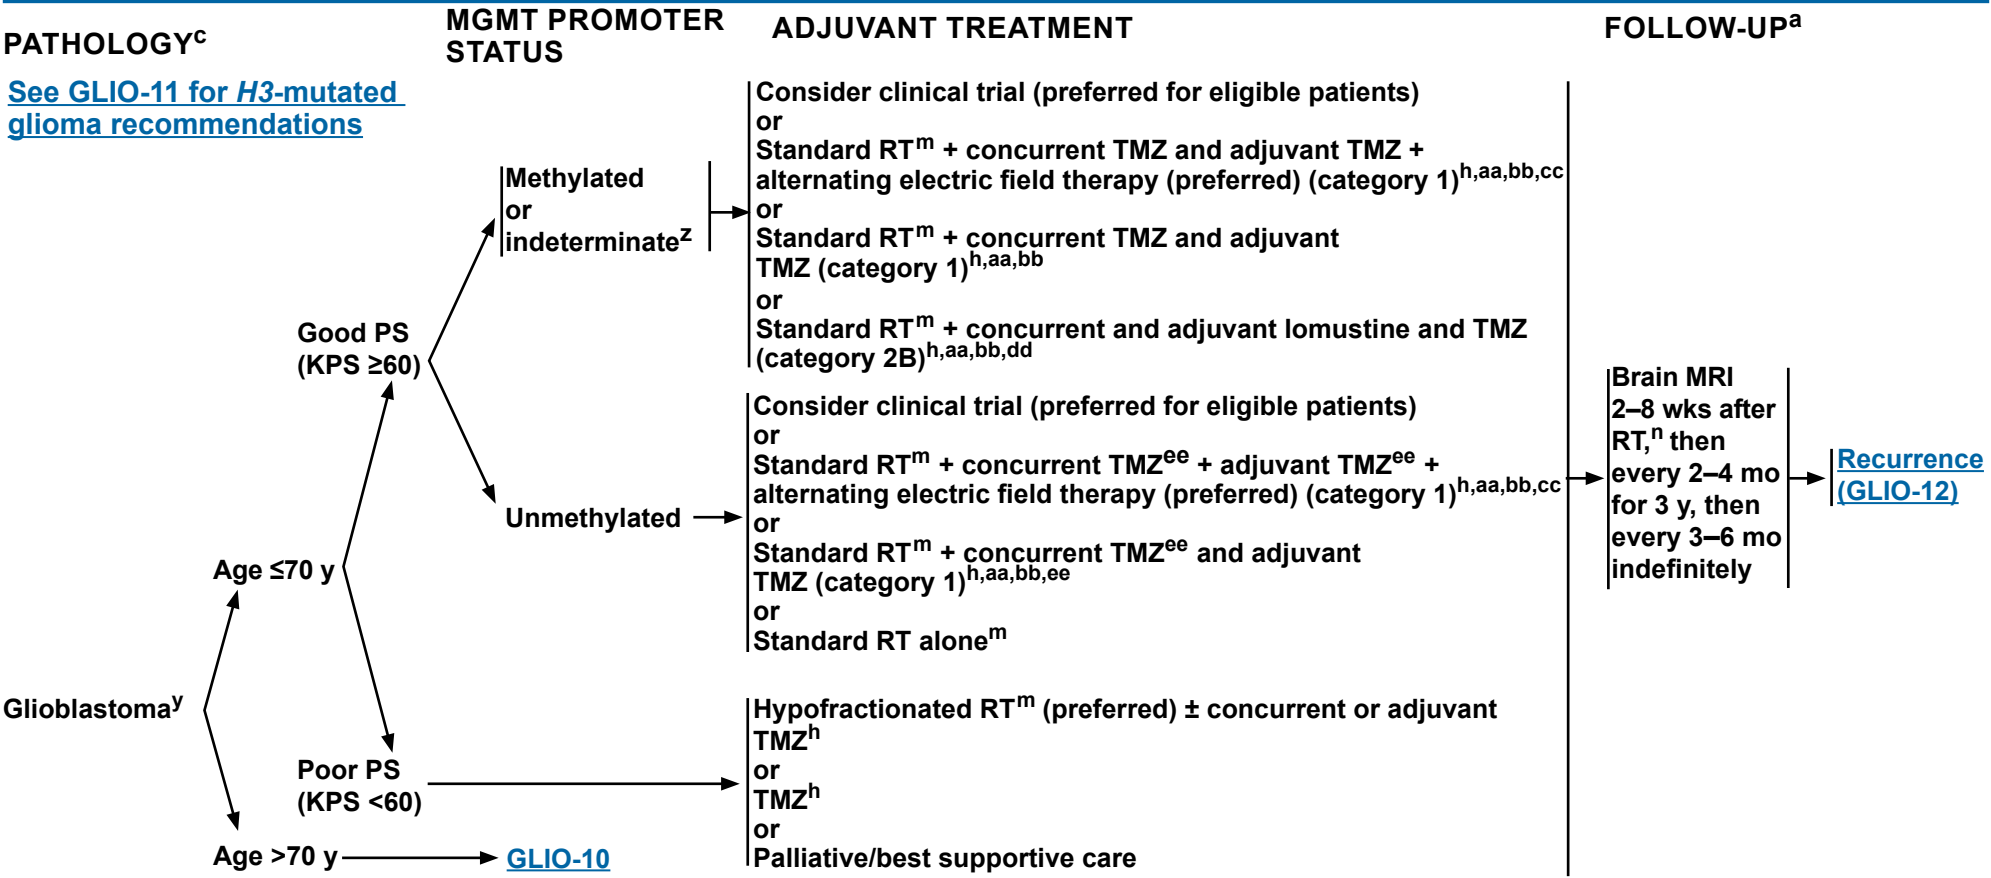 PATHOLOGYc
MGMT PROMOTER
STATUS
ADJUVANT TREATMENT
FOLLOW-UPa
See GLIO-11 for H3-mutated
glioma recommendations
Glioblastomay
Age ≤70 y
Good PS
(KPS ≥60)
Methylated
or
indeterminatez
Consider clinical trial (preferred for eligible patients)
or
Standard RTm + concurrent TMZ and adjuvant TMZ +
alternating electric field therapy (preferred) (category 1)h,aa,bb,cc
or
Standard RTm + concurrent TMZ and adjuvant
TMZ (category 1)h,aa,bb
or
Standard RTm + concurrent and adjuvant lomustine and TMZ
(category 2B)h,aa,bb,dd
Unmethylated
Consider clinical trial (preferred for eligible patients)
or
Standard RTm + concurrent TMZee + adjuvant TMZee +
alternating electric field therapy (preferred) (category 1)h,aa,bb,cc
or
Standard RTm + concurrent TMZee and adjuvant
TMZ (category 1)h,aa,bb,ee
or
Standard RT alonem
Poor PS
(KPS <60)
Hypofractionated RTm (preferred) ± concurrent or adjuvant
TMZh
or
TMZh
or
Palliative/best supportive care
Age >70 y
GLIO-10
Brain MRI
2–8 wks after
RT,n then
every 2–4 mo
for 3 y, then
every 3–6 mo
indefinitely
Recurrence
(GLIO-12)